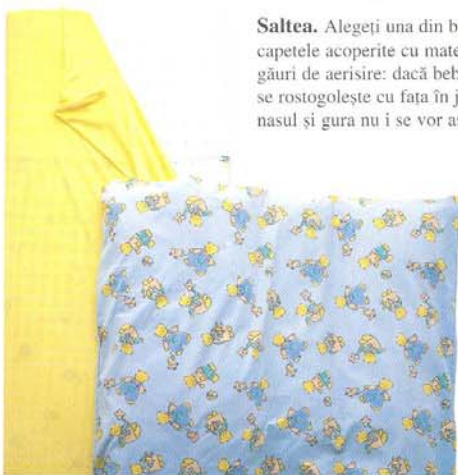 Saltea. Alegeți una din b
capetele acoperite cu mate
găuri de aerisire: dacă beb
se rostogolește cu fața în j
nasul și gura nu i se vor as